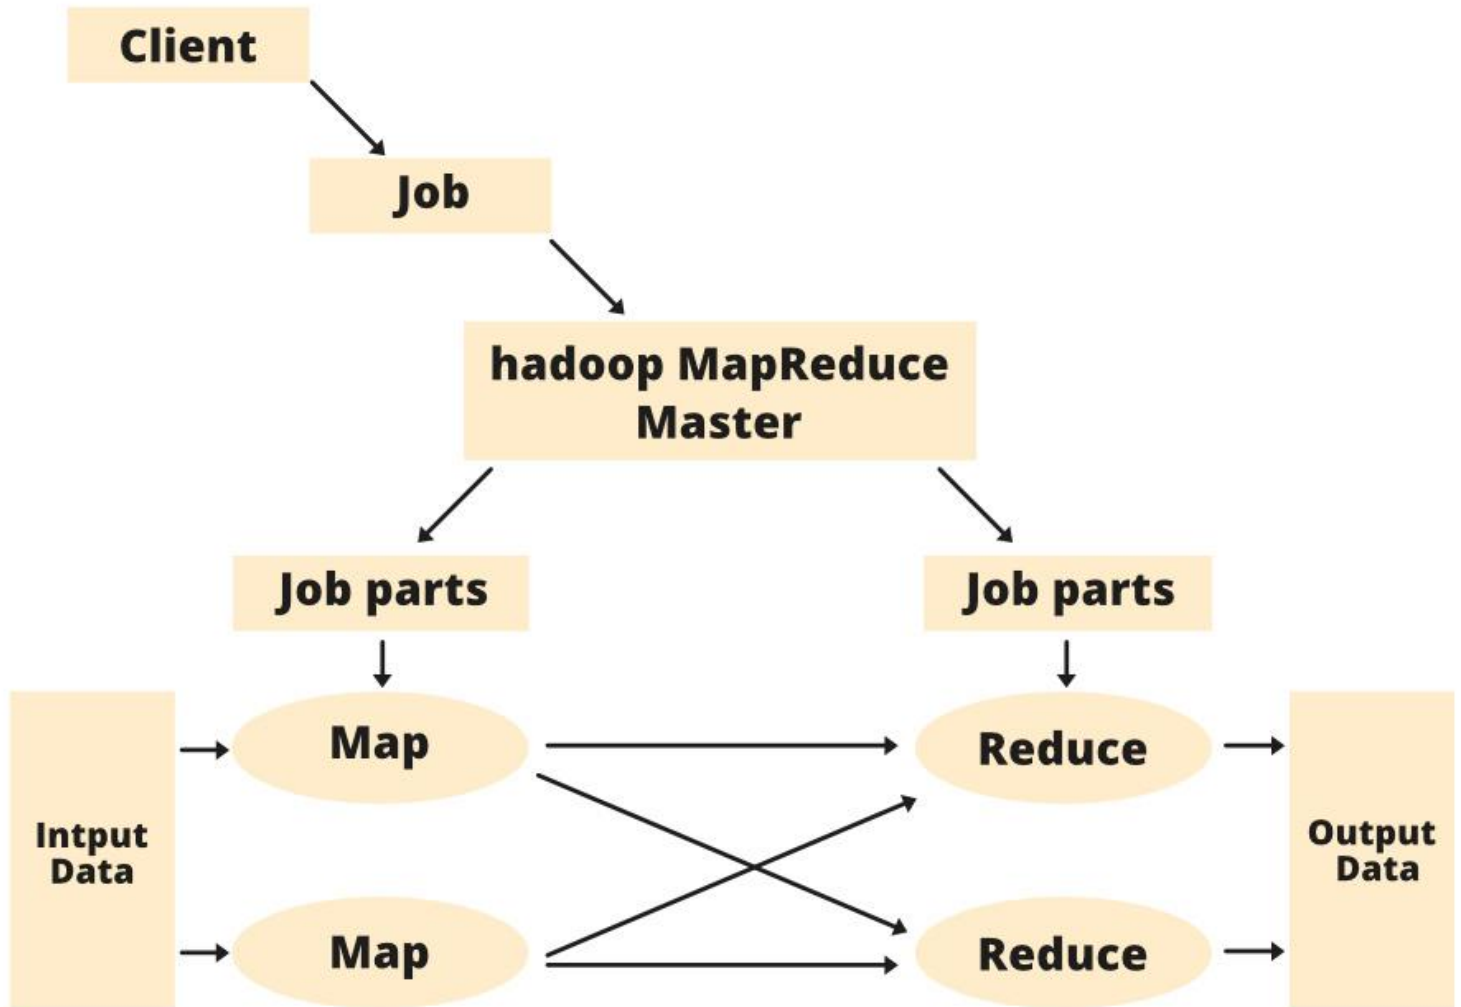 Client
Job
hadoop MapReduce
Master
Job parts
Job parts
Map
Reduce
Intput
Data
Output
Data
Map
Reduce